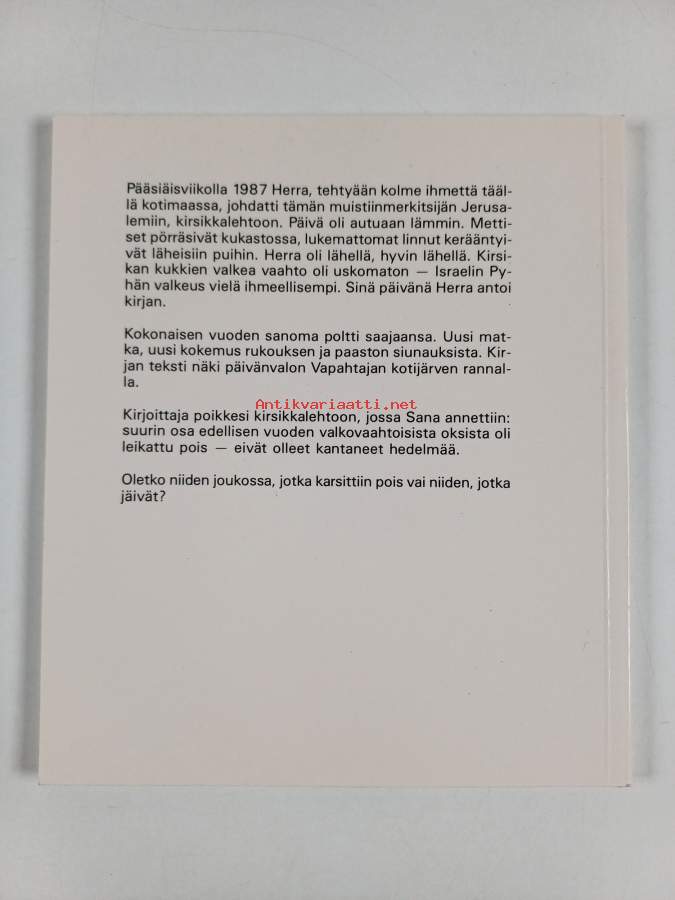 Pääsiäisviikolla 1987 Herra, tehtyään kolme ihmettä tääl-
lä kotimaassa, johdatti tämän muistiinmerkitsijän Jerusa-
lemiin, kirsikkalehtoon. Päivä oli autuaan lämmin. Metti-
set pörräsivät kukastossa, lukemattomat linnut kerääntyi-
vät läheisiin puihin. Herra oli lähellä, hyvin lähellä. Kirsi-
kan kukkien valkea vaahto oli uskomaton — Israelin Py-
hän valkeus vielä ihmeellisempi. Sinä päivänä Herra antoi
kirjan.
Kokonaisen vuoden sanoma poltti saajaansa. Uusi mat-
ka, uusi kokemus rukouksen ja paaston siunauksista. Kir-
jan teksti näki päivänvalon Vapahtajan kotijärven rannal-
la.
Antikvariaatti.net
Kirjoittaja poikkesi kirsikkalehtoon, jossa Sana annettiin:
suurin osa edellisen vuoden valkovaahtoisista oksista oli
leikattu pois — eivät olleet kantaneet hedelmää.
Oletko niiden joukossa, jotka karsittiin pois vai niiden, jotka
jäivät?